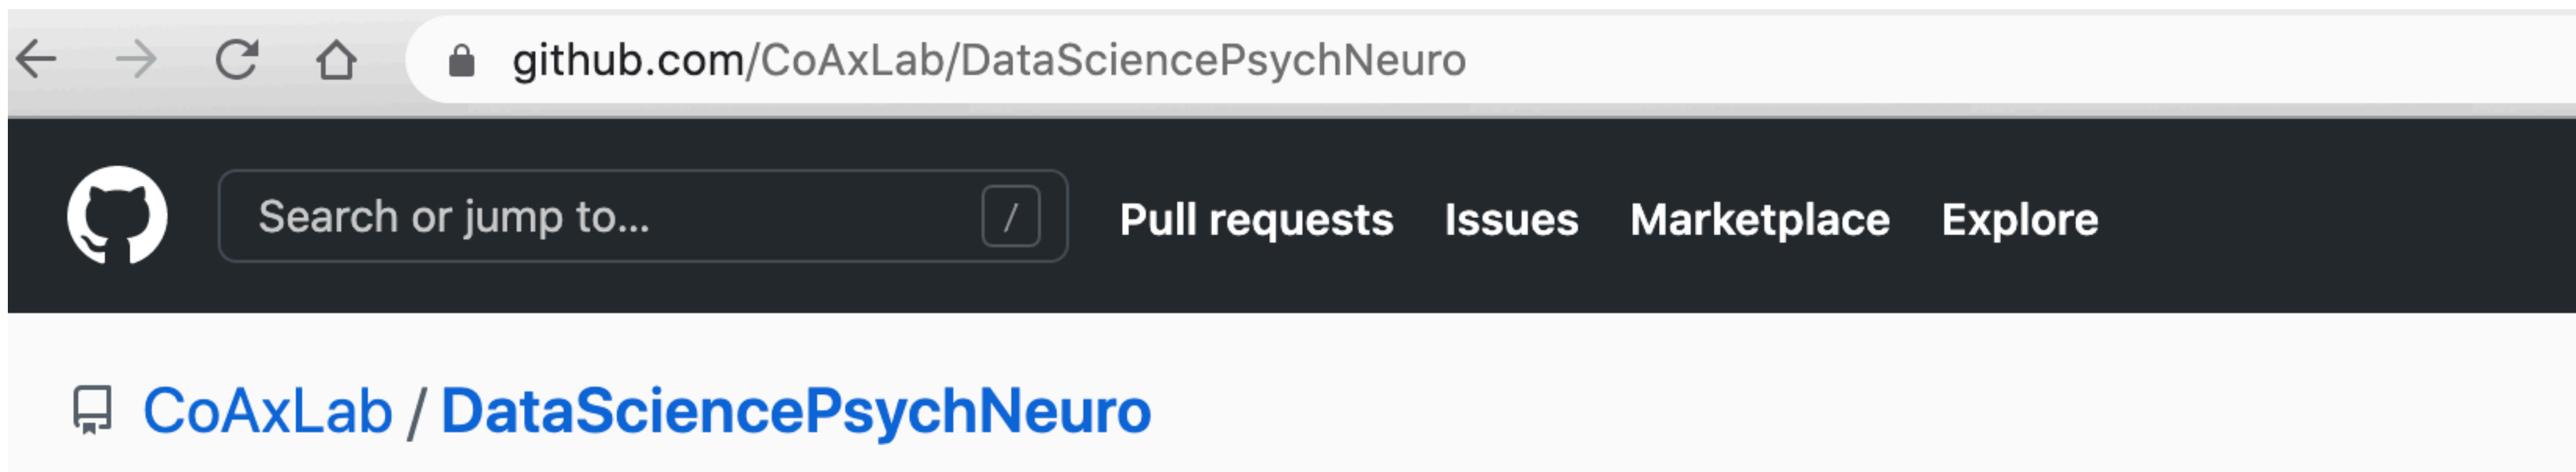 github.com/CoAxLab/DataSciencePsychNeuro
Search or jump to... / Pull requests Issues Marketplace Explore
CoAxLab / DataSciencePsychNeuro